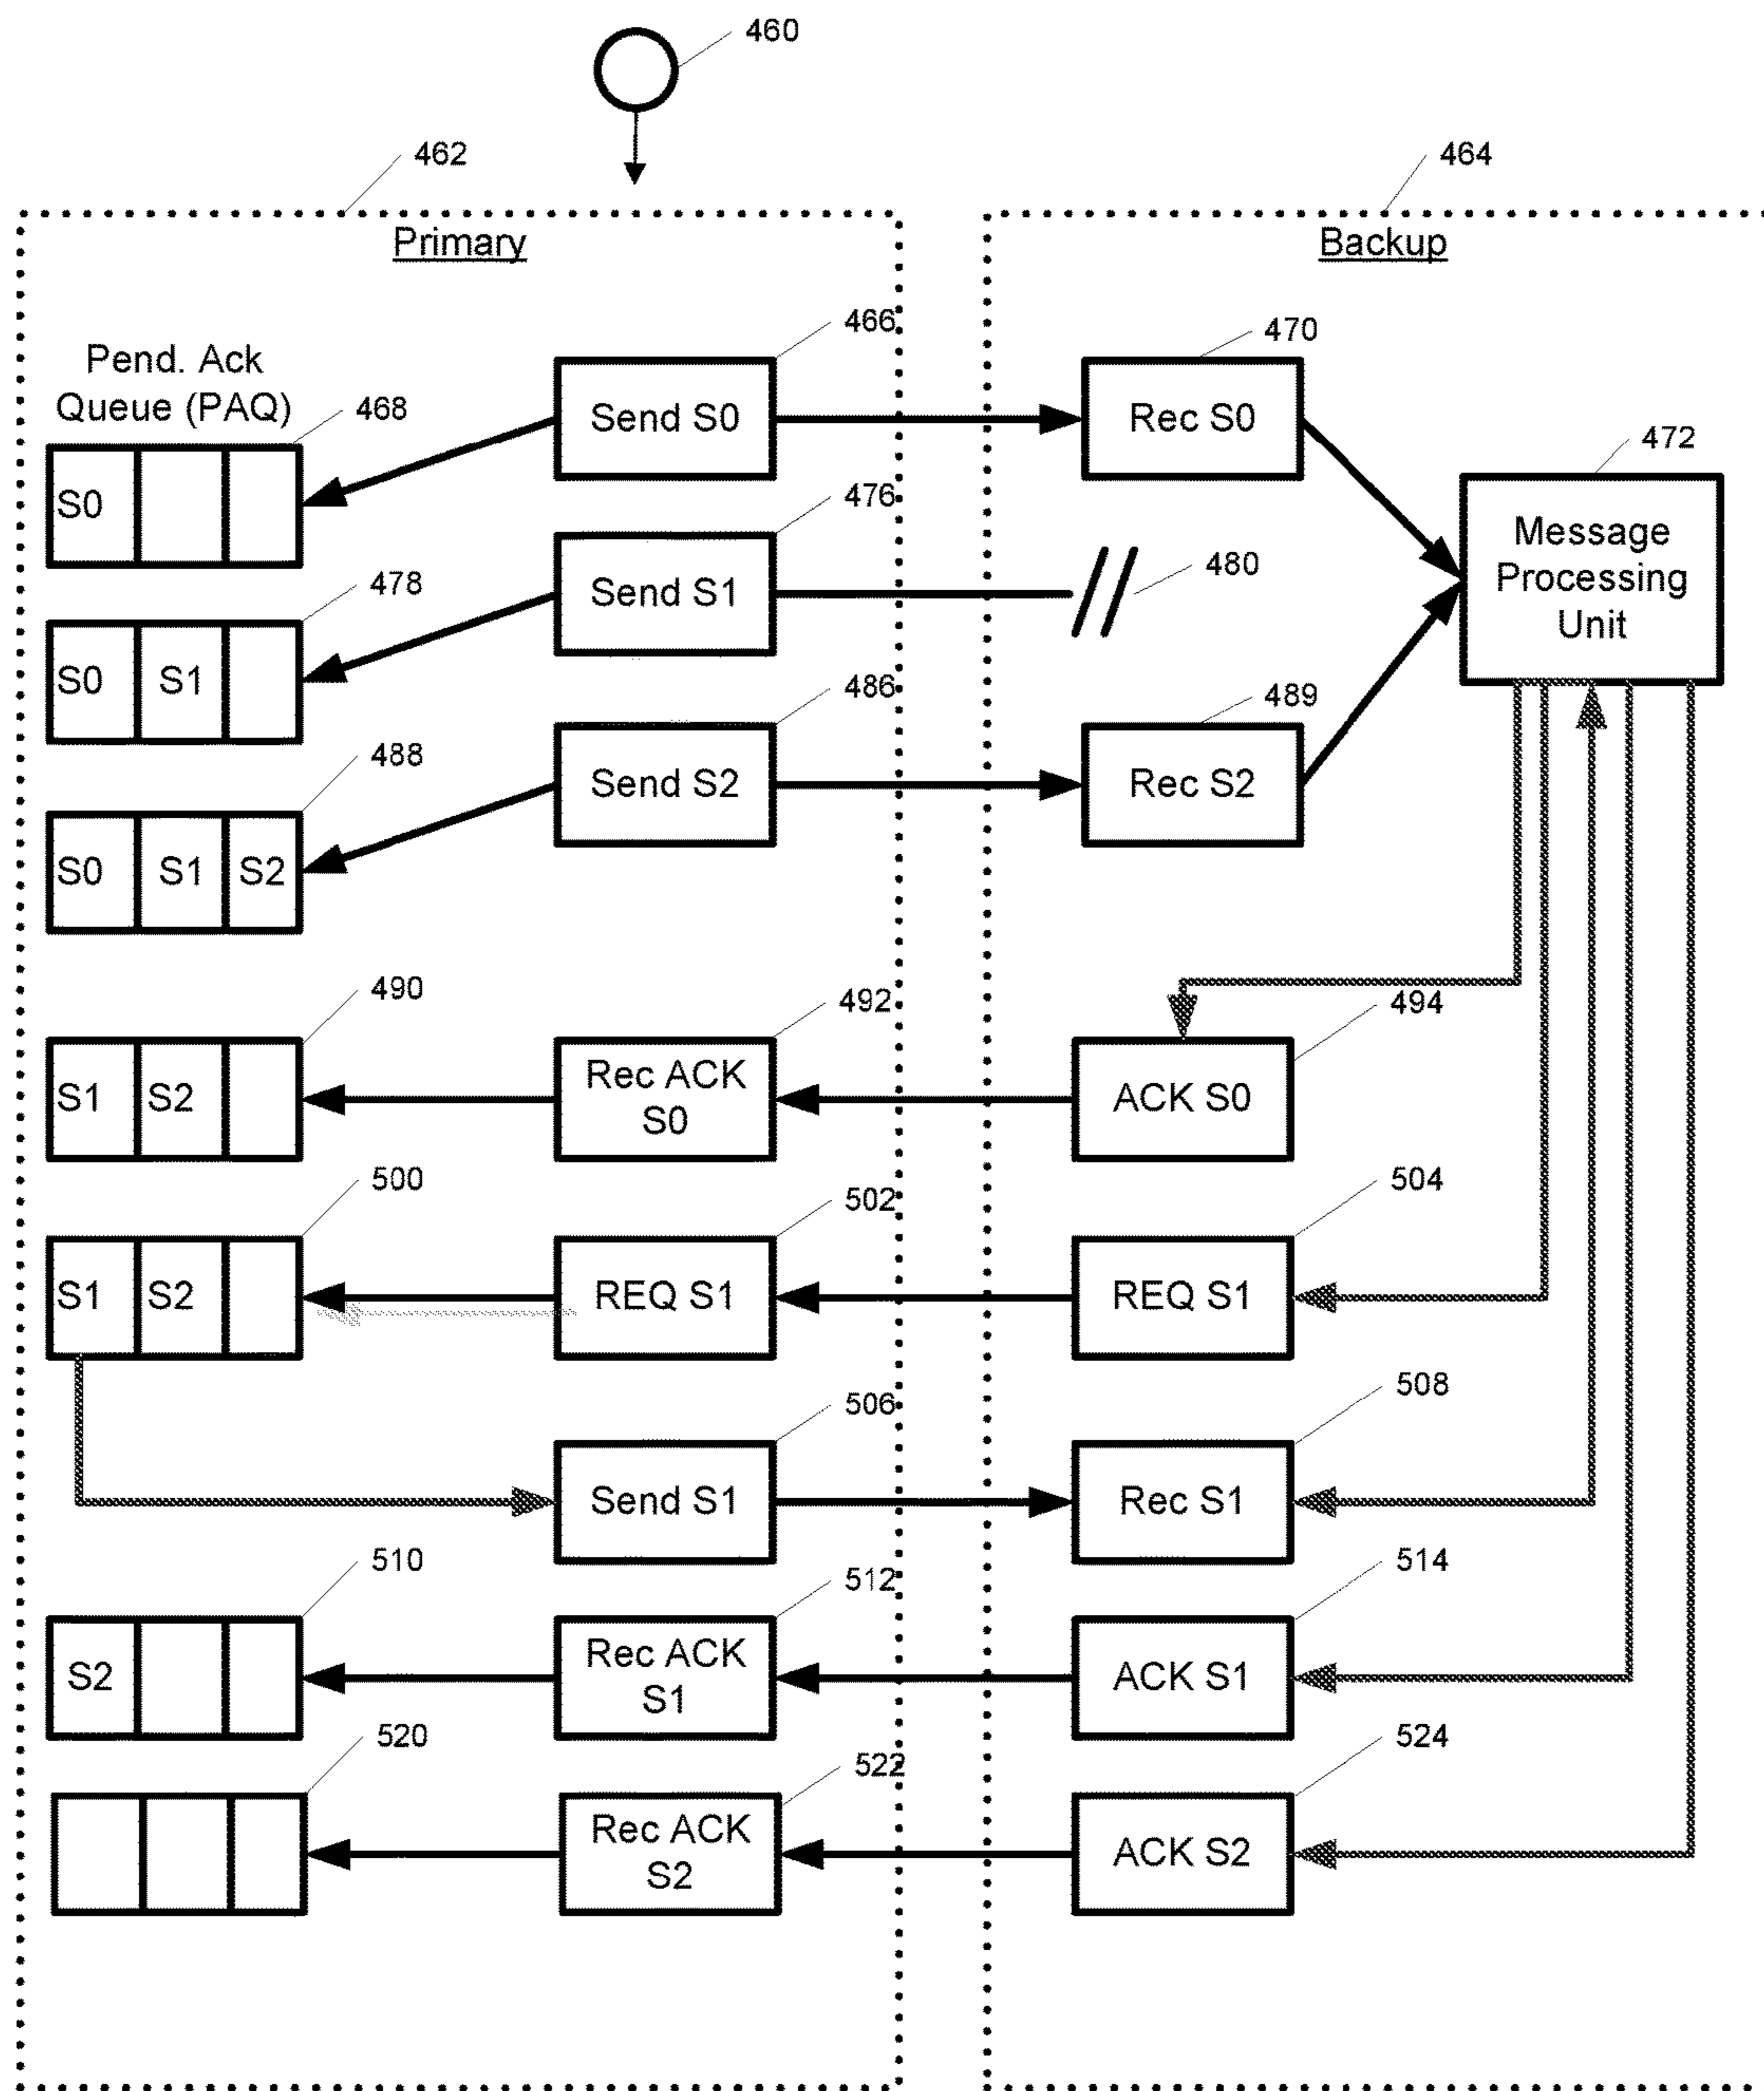 460
462
464
Primary
Backup
466
470
Pend. Ack
Queue (PAQ)
468
Send S0
Rec S0
472
S0
476
Message
Processing
Unit
478
Send S1
480
S0 S1
486
489
488
Send S2
Rec S2
S0 S1 S2
490
492
494
S1 S2
Rec ACK
S0
ACK S0
500
502
504
S1 S2
REQ S1
REQ S1
506
508
Send S1
Rec S1
510
512
514
S2
Rec ACK
S1
ACK S1
520
522
524
Rec ACK
S2
ACK S2